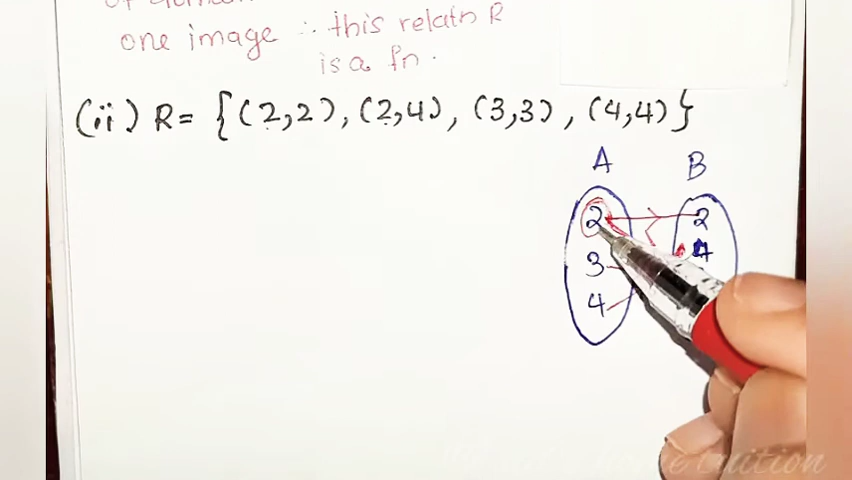 one image ∴ this relatn R
is a fn.
(ii) R = {(2,2), (2,4), (3,3), (4,4)}
A B
2 2
3 4
4
tuition